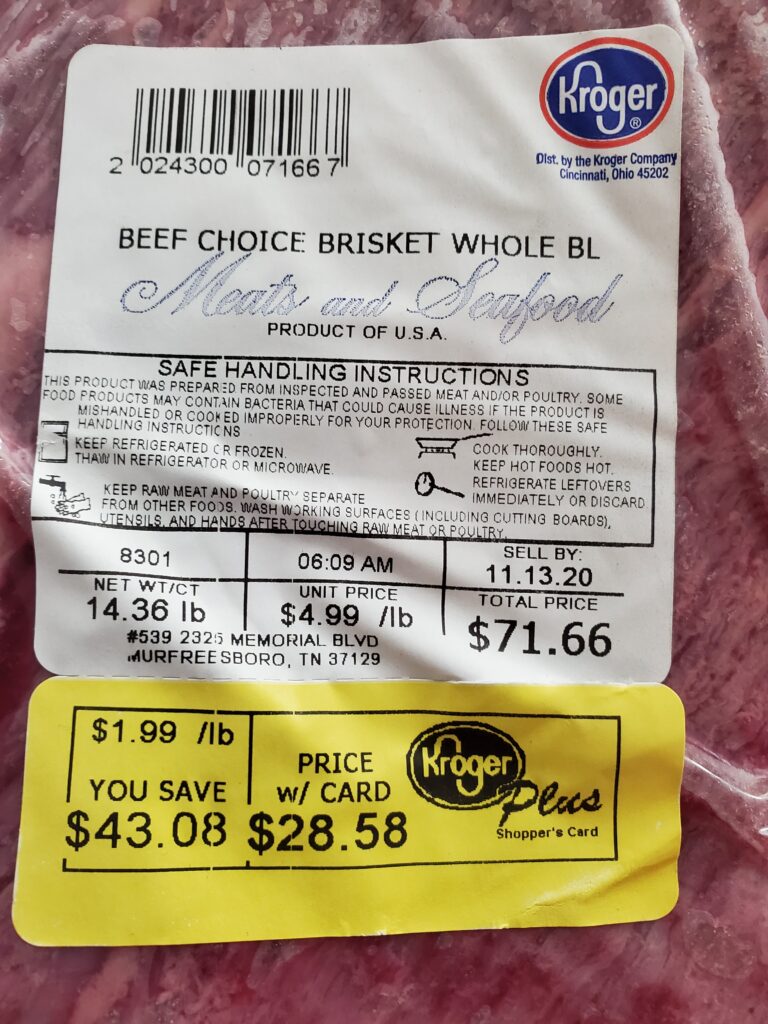 Kroger®
Dist. by the Kroger Company
Cincinnati, Ohio 45202
2 024300 071667
BEEF CHOICE BRISKET WHOLE BL
Meats and Seafood
PRODUCT OF U.S.A.
SAFE HANDLING INSTRUCTIONS
THIS PRODUCT WAS PREPARED FROM INSPECTED AND PASSED MEAT AND/OR POULTRY. SOME
FOOD PRODUCTS MAY CONTAIN BACTERIA THAT COULD CAUSE ILLNESS IF THE PRODUCT IS
MISHANDLED OR COOKED IMPROPERLY FOR YOUR PROTECTION. FOLLOW THESE SAFE
HANDLING INSTRUCTIONS
KEEP REFRIGERATED OR FROZEN.
THAW IN REFRIGERATOR OR MICROWAVE.
COOK THOROUGHLY.
KEEP HOT FOODS HOT.
REFRIGERATE LEFTOVERS
IMMEDIATELY OR DISCARD
KEEP RAW MEAT AND POULTRY SEPARATE
FROM OTHER FOODS. WASH WORKING SURFACES (INCLUDING CUTTING BOARDS),
UTENSILS, AND HANDS AFTER TOUCHING RAW MEAT OR POULTRY.
8301
06:09 AM
SELL BY:
11.13.20
NET WT/CT
14.36 lb
UNIT PRICE
$4.99 /lb
TOTAL PRICE
$71.66
#539 2325 MEMORIAL BLVD
MURFREESBORO, TN 37129
$1.99 /lb
YOU SAVE
$43.08
PRICE
w/ CARD
$28.58
Kroger
Plus
Shopper's Card